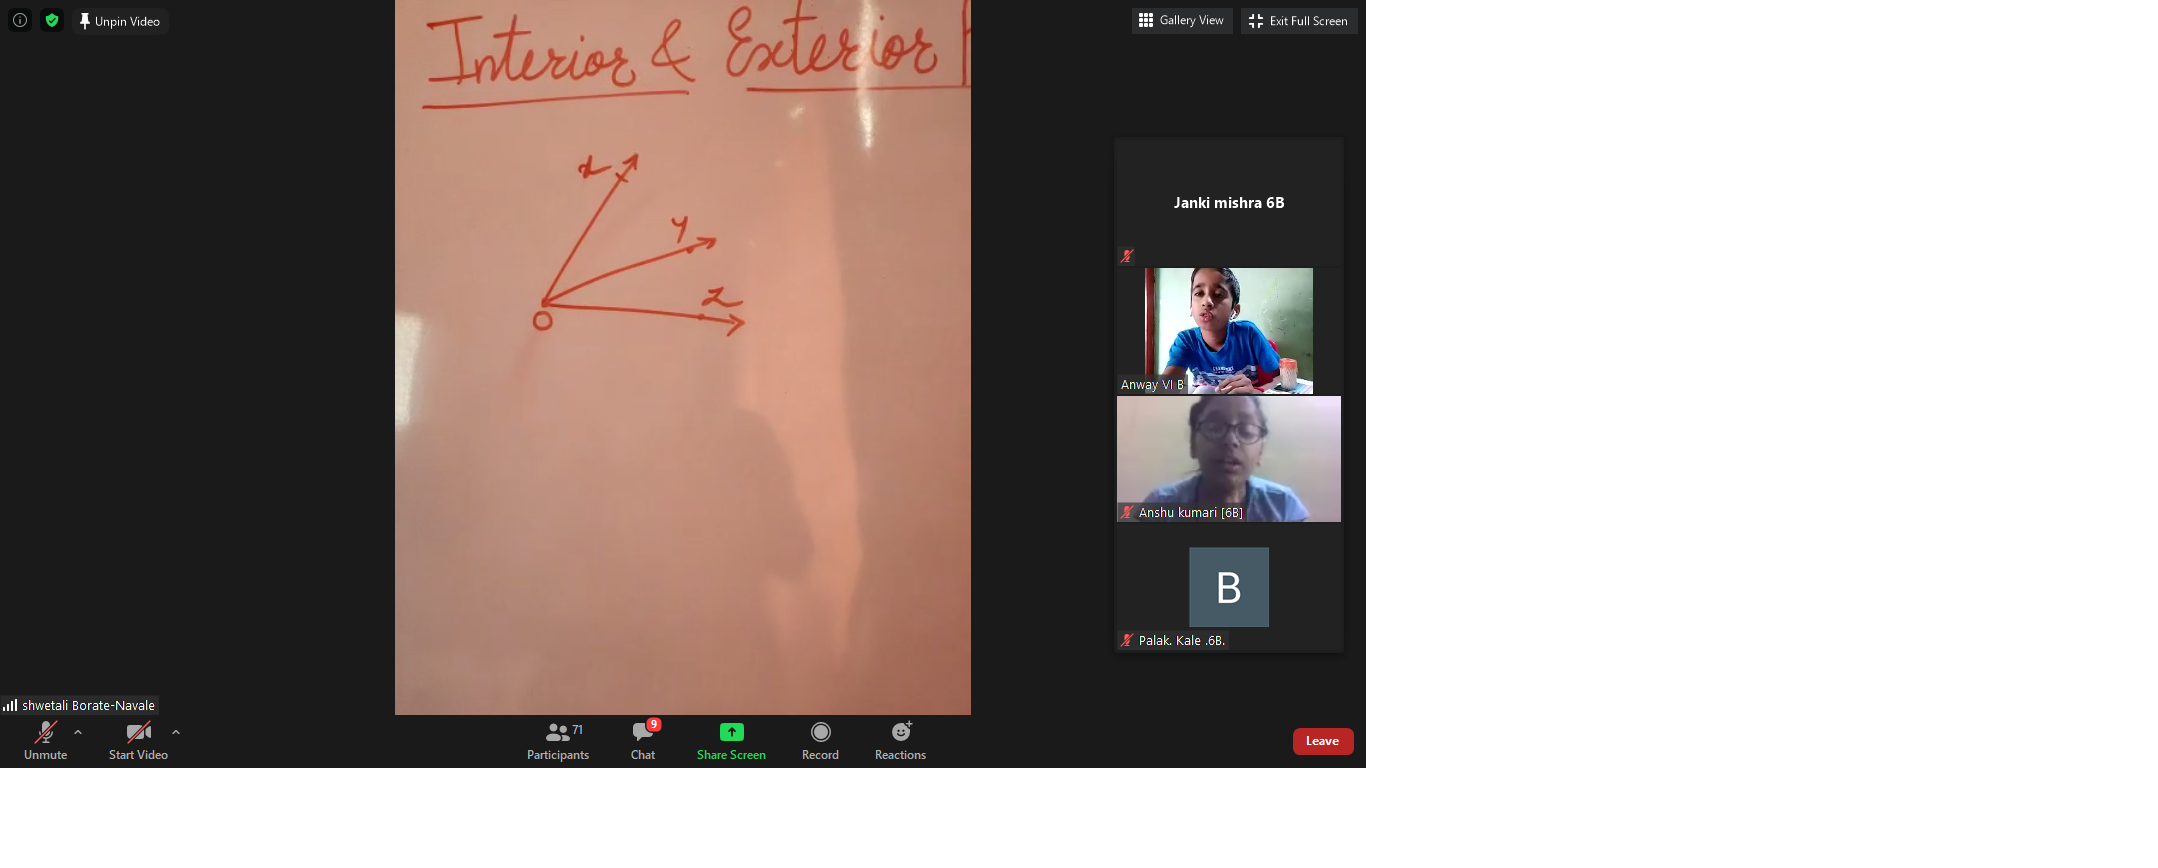 Unpin Video
Gallery View
Exit Full Screen
Interior & Exterior
x
y
z
O
Janki mishra 6B
Anway VI B
Anshu kumari [6B]
B
Palak. Kale .6B.
shwetali Borate-Navale
Unmute
Start Video
71
Participants
9
Chat
Share Screen
Record
Reactions
Leave